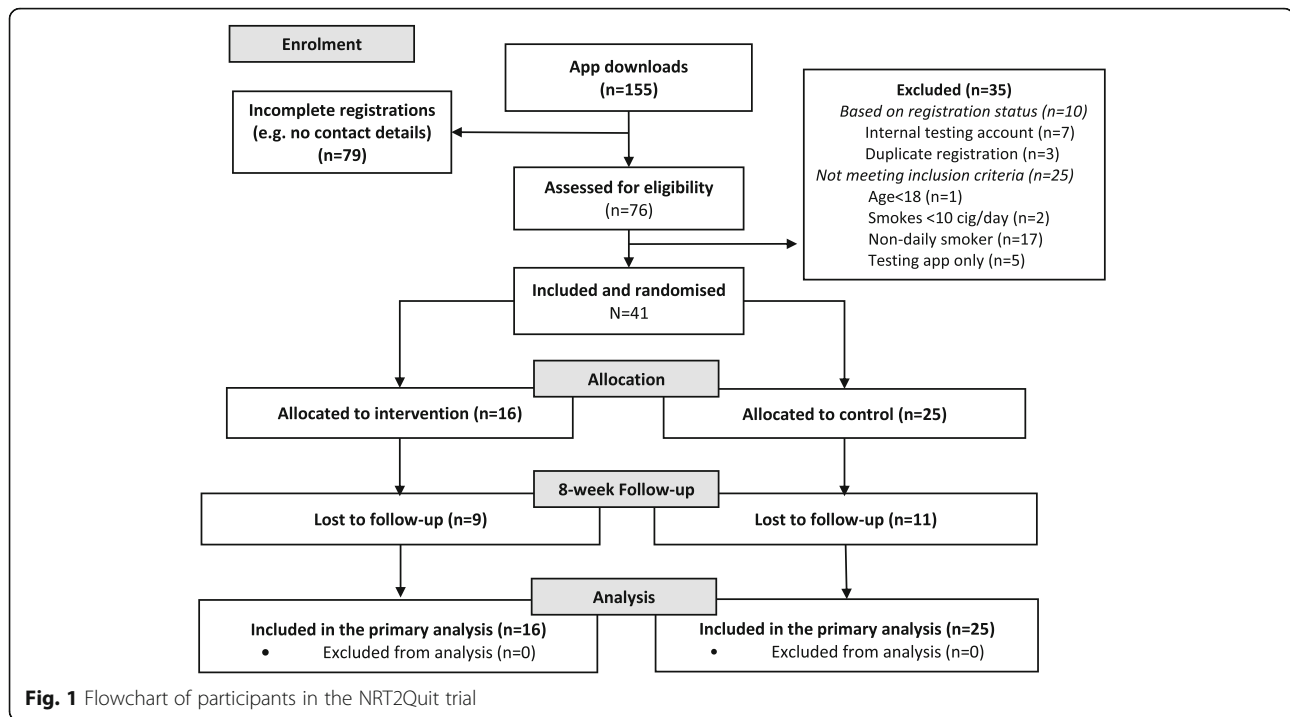 Enrolment
App downloads
(n=155)
Incomplete registrations
(e.g. no contact details)
(n=79)
Excluded (n=35)
Based on registration status (n=10)
Internal testing account (n=7)
Duplicate registration (n=3)
Not meeting inclusion criteria (n=25)
Age<18 (n=1)
Smokes <10 cig/day (n=2)
Non-daily smoker (n=17)
Testing app only (n=5)
Assessed for eligibility
(n=76)
Included and randomised
N=41
Allocation
Allocated to intervention (n=16)
Allocated to control (n=25)
8-week Follow-up
Lost to follow-up (n=9)
Lost to follow-up (n=11)
Analysis
Included in the primary analysis (n=16)
• Excluded from analysis (n=0)
Included in the primary analysis (n=25)
• Excluded from analysis (n=0)
Fig. 1 Flowchart of participants in the NRT2Quit trial